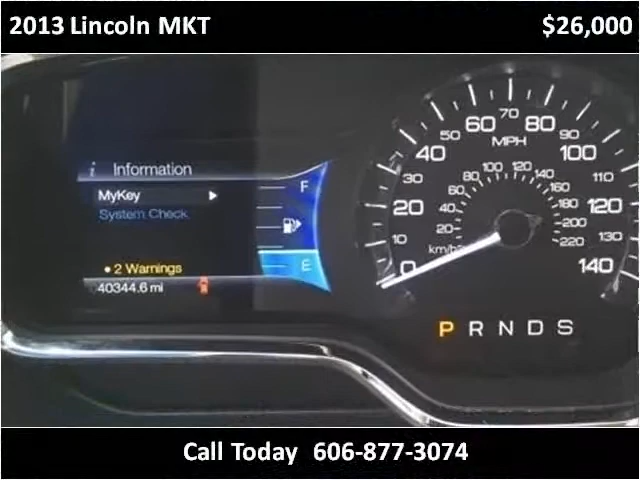 2013 Lincoln MKT $26,000
i Information
MyKey
System Check
2 Warnings
40344.6 mi
F
E
0 10 20 30 40 50 60 70 80 90 100 110 120 130 140
MPH
20 40 60 80 100 120 140 160 180 200 220
km/h
P R N D S
Call Today 606-877-3074